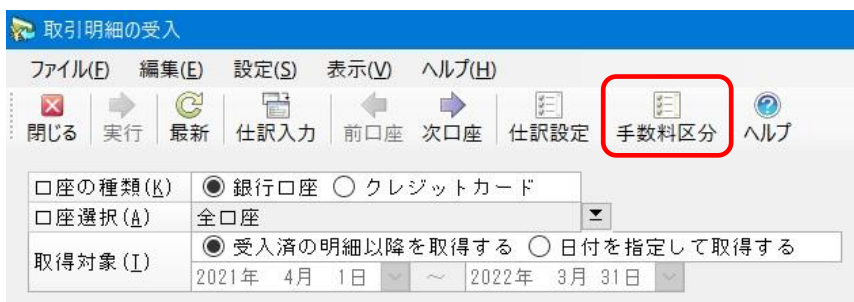 取引明細の受入
ファイル(F) 編集(E) 設定(S) 表示(V) ヘルプ(H)
閉じる 実行 最新 仕訳入力 前口座 次口座 仕訳設定 手数料区分 ヘルプ
口座の種類(K) 銀行口座 クレジットカード
口座選択(A) 全口座
取得対象(I) 受入済の明細以降を取得する 日付を指定して取得する
2021年 4月 1日 ～ 2022年 3月 31日